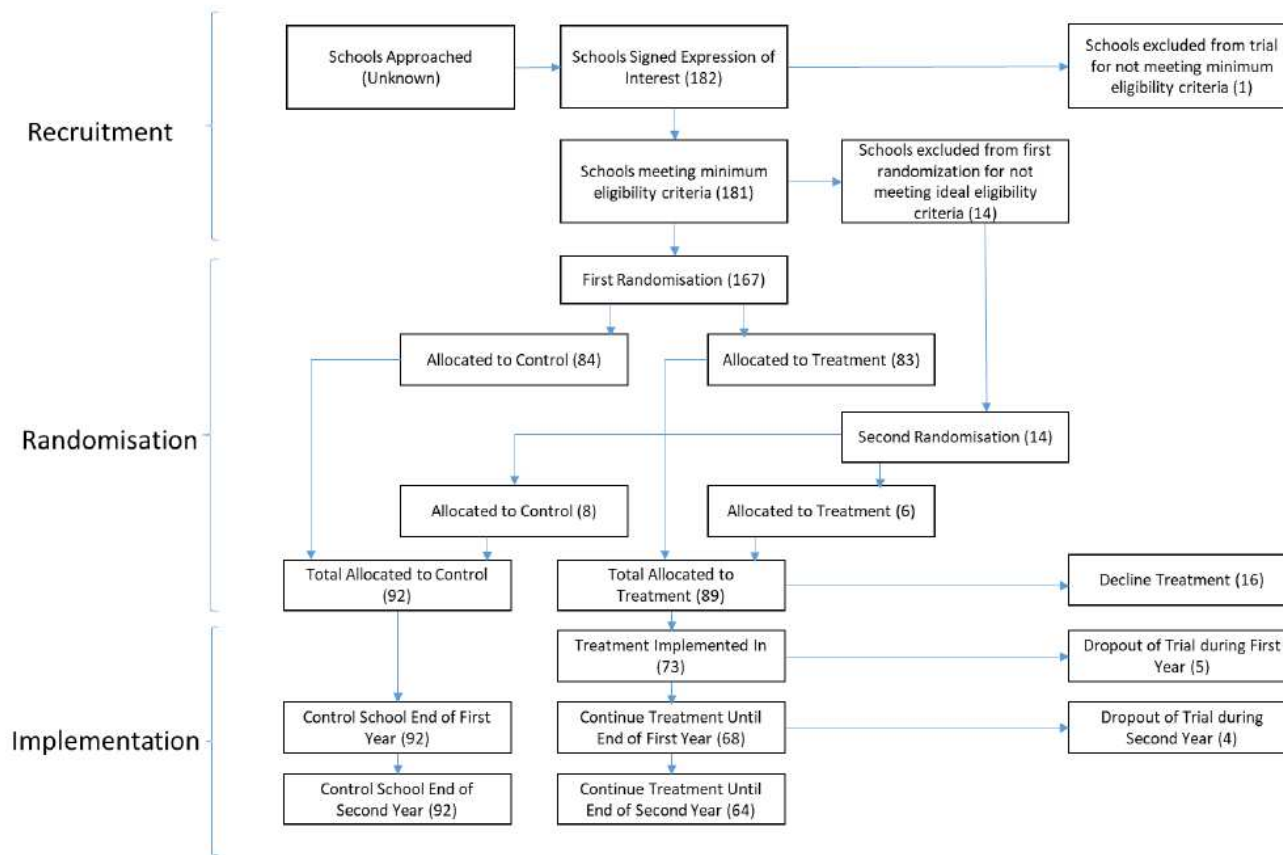 Recruitment
Schools Approached
(Unknown)
Schools Signed Expression of
Interest (182)
Schools excluded from trial
for not meeting minimum
eligibility criteria (1)
Schools meeting minimum
eligibility criteria (181)
Schools excluded from first
randomization for not
meeting ideal eligibility
criteria (14)
Randomisation
First Randomisation (167)
Allocated to Control (84)
Allocated to Treatment (83)
Second Randomisation (14)
Allocated to Control (8)
Allocated to Treatment (6)
Total Allocated to Control
(92)
Total Allocated to
Treatment (89)
Decline Treatment (16)
Implementation
Treatment Implemented In
(73)
Dropout of Trial during First
Year (5)
Control School End of First
Year (92)
Continue Treatment Until
End of First Year (68)
Dropout of Trial during
Second Year (4)
Control School End of
Second Year (92)
Continue Treatment Until
End of Second Year (64)